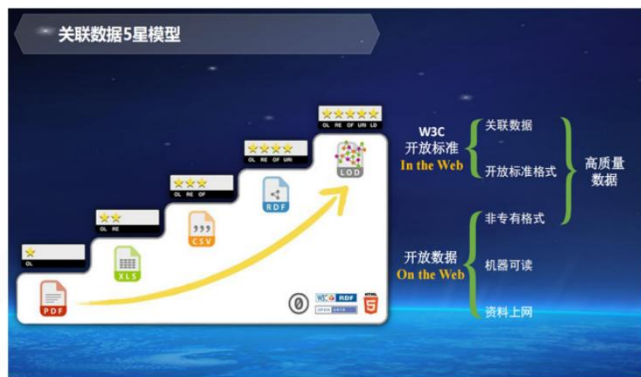 关联数据5星模型
OL RE OF URI LD
OL RE OF URI
OL RE OF
OL RE
OL
LOD
RDF
CSV
XLS
PDF
W3C RDF
OPEN DATA
HTML
5
W3C
开放标准
In the Web
关联数据
开放标准格式
高质量
数据
开放数据
On the Web
非专有格式
机器可读
资料上网